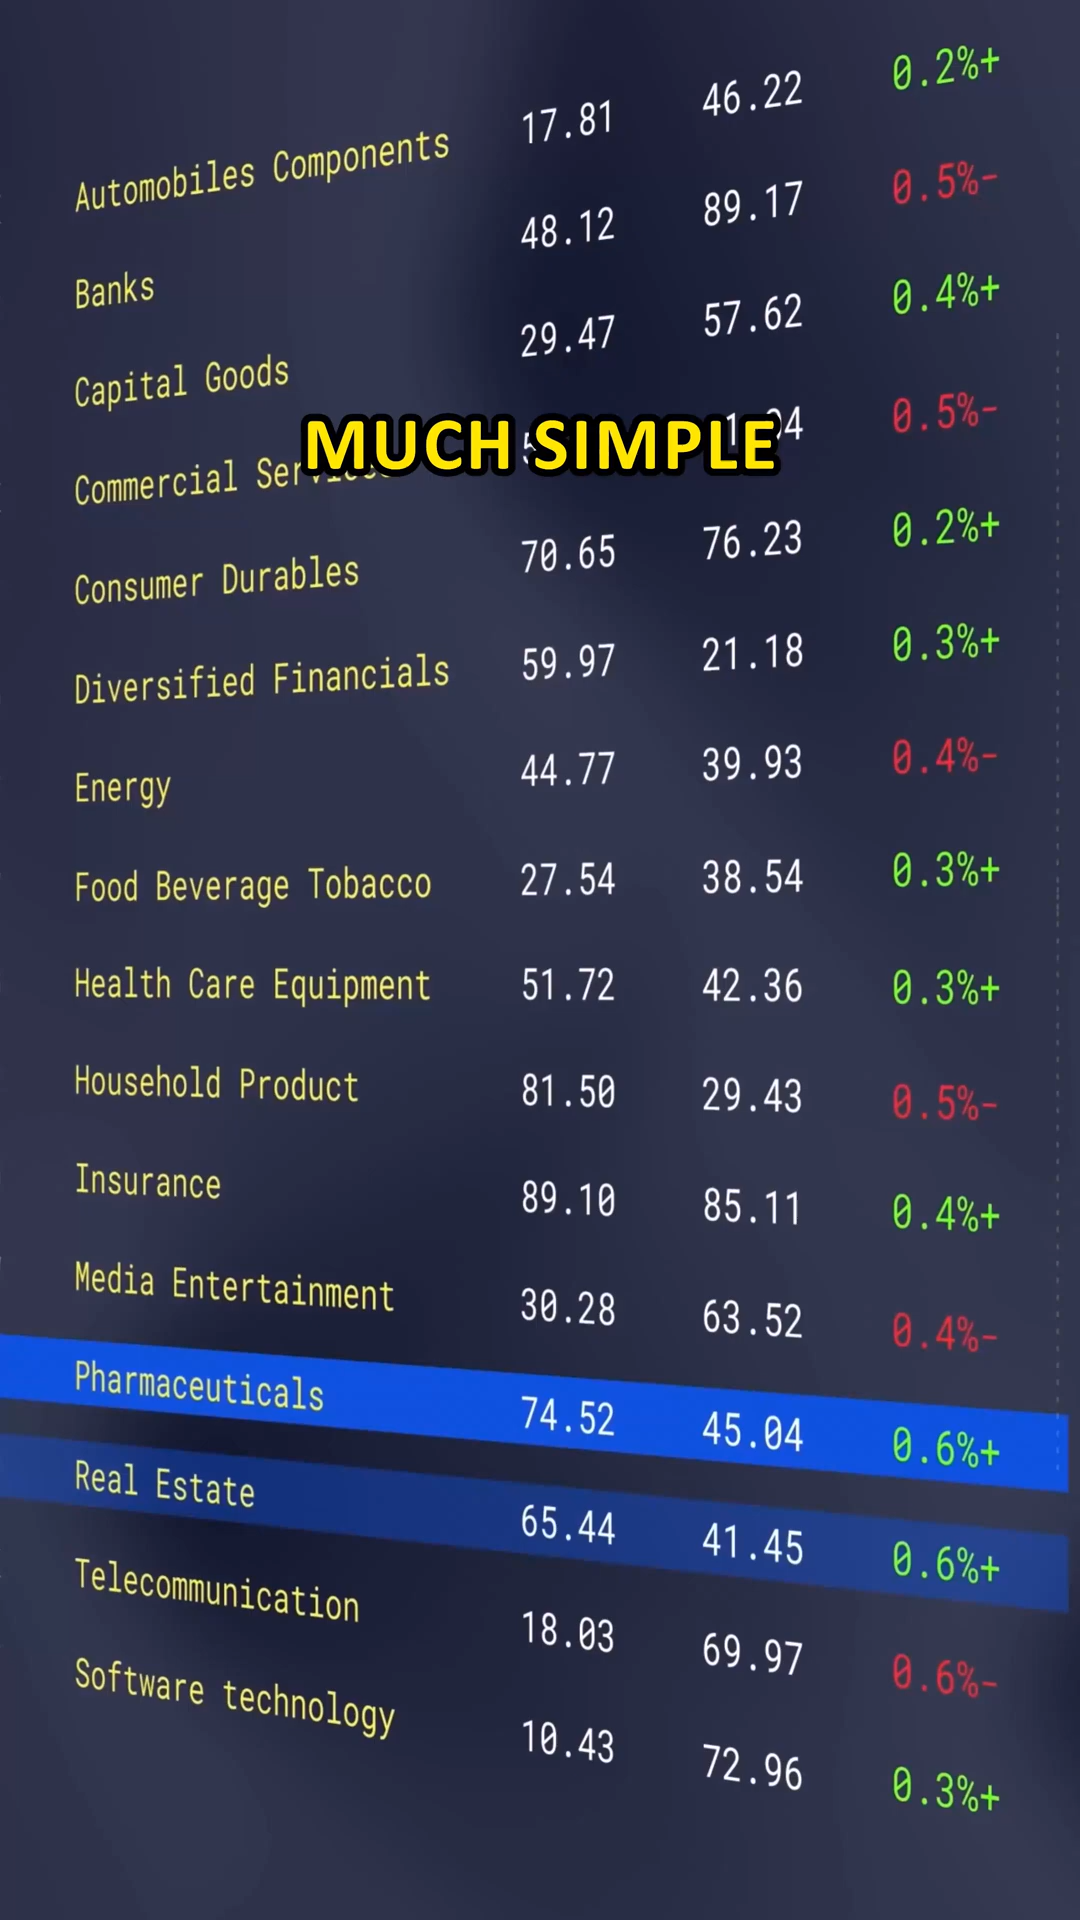 Automobiles Components 17.81 46.22 0.2%+
Banks 48.12 89.17 0.5%-
Capital Goods 29.47 57.62 0.4%+
Commercial 0.5%-
MUCH SIMPLE
Consumer Durables 70.65 76.23 0.2%+
Diversified Financials 59.97 21.18 0.3%+
Energy 44.77 39.93 0.4%-
Food Beverage Tobacco 27.54 38.54 0.3%+
Health Care Equipment 51.72 42.36 0.3%+
Household Product 81.50 29.43 0.5%-
Insurance 89.10 85.11 0.4%+
Media Entertainment 30.28 63.52 0.4%-
Pharmaceuticals 74.52 45.04 0.6%+
Real Estate 65.44 41.45 0.6%+
Telecommunication 18.03 69.97 0.6%-
Software technology 10.43 72.96 0.3%+